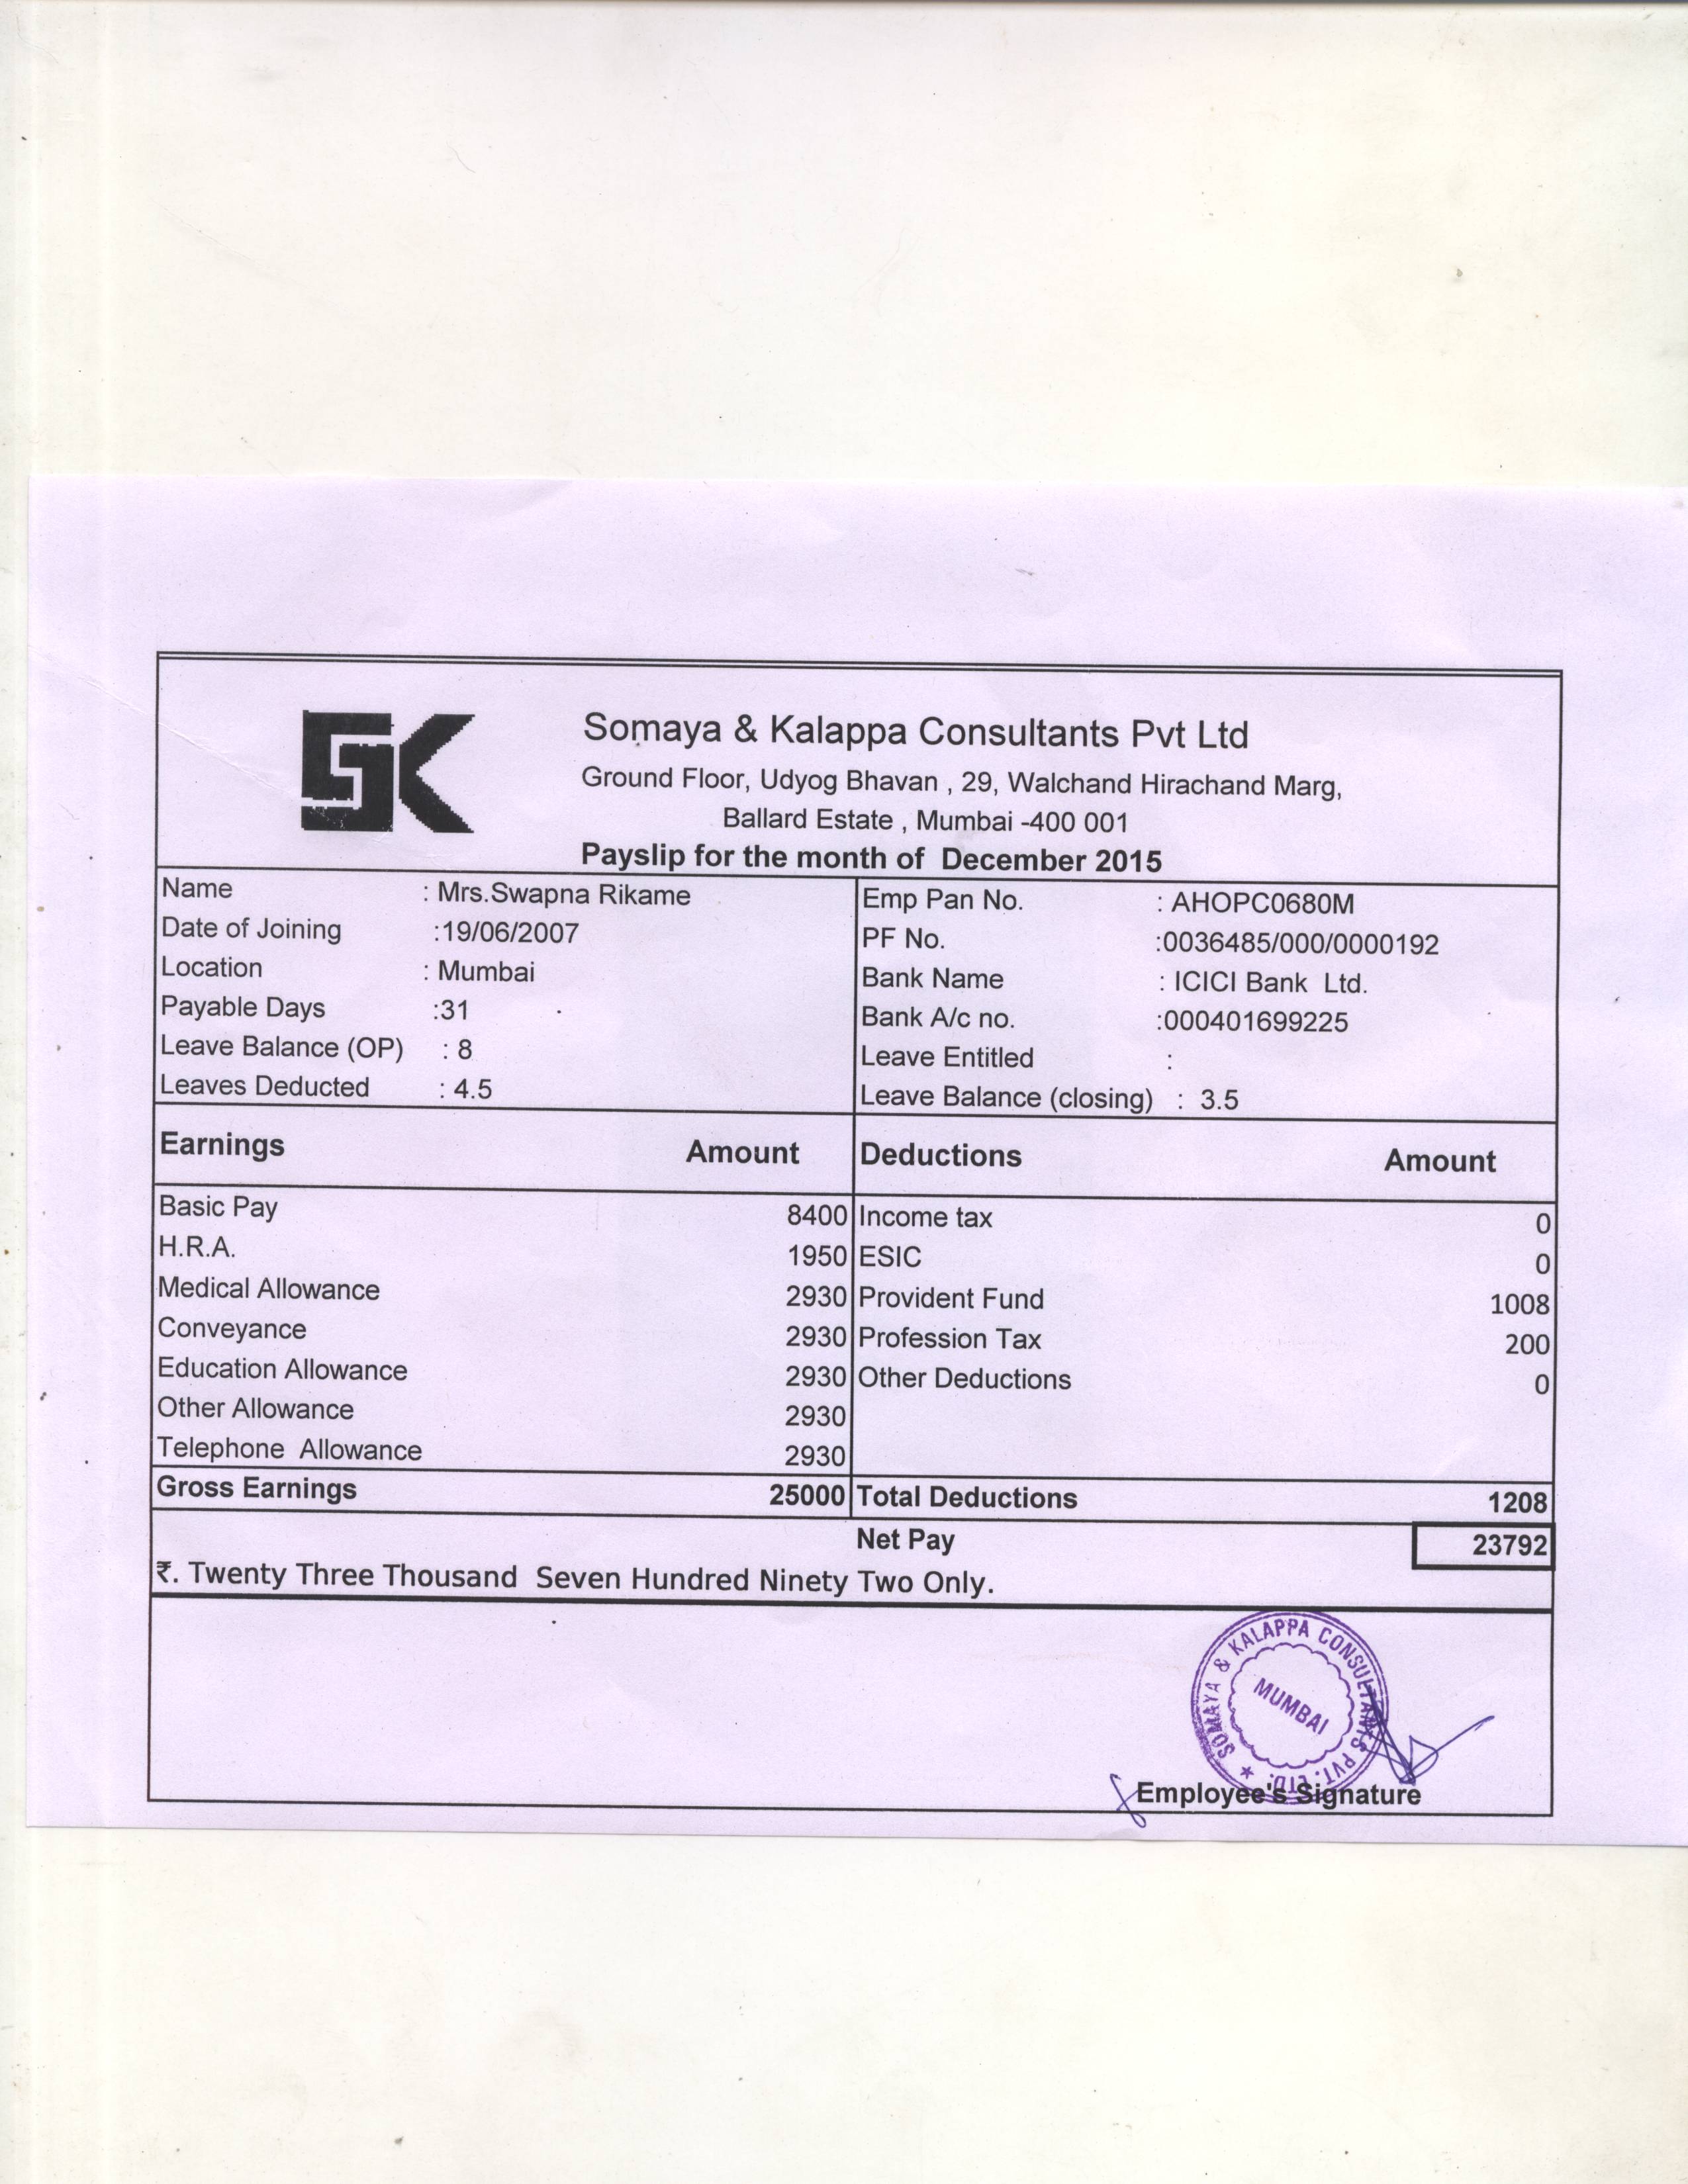 SK
Somaya & Kalappa Consultants Pvt Ltd
Ground Floor, Udyog Bhavan , 29, Walchand Hirachand Marg,
Ballard Estate , Mumbai -400 001
Payslip for the month of December 2015
Name : Mrs.Swapna Rikame
Date of Joining :19/06/2007
Location : Mumbai
Payable Days :31
Leave Balance (OP) : 8
Leaves Deducted : 4.5
Emp Pan No. : AHOPC0680M
PF No. :0036485/000/0000192
Bank Name : ICICI Bank Ltd.
Bank A/c no. :000401699225
Leave Entitled :
Leave Balance (closing) : 3.5
Earnings Amount Deductions Amount
Basic Pay 8400 Income tax 0
H.R.A. 1950 ESIC 0
Medical Allowance 2930 Provident Fund 1008
Conveyance 2930 Profession Tax 200
Education Allowance 2930 Other Deductions 0
Other Allowance 2930
Telephone Allowance 2930
Gross Earnings 25000 Total Deductions 1208
Net Pay 23792
₹. Twenty Three Thousand Seven Hundred Ninety Two Only.
SOMAYA & KALAPPA CONSULTANTS PVT. LTD. ★
MUMBAI
Employee's Signature